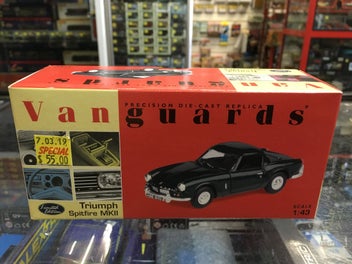 Vanguards
PRECISION DIE-CAST REPLICA
7.03.19
SPECIAL
$ 55.00
Limited
Edition
Triumph
Spitfire MKII
SCALE
1:43